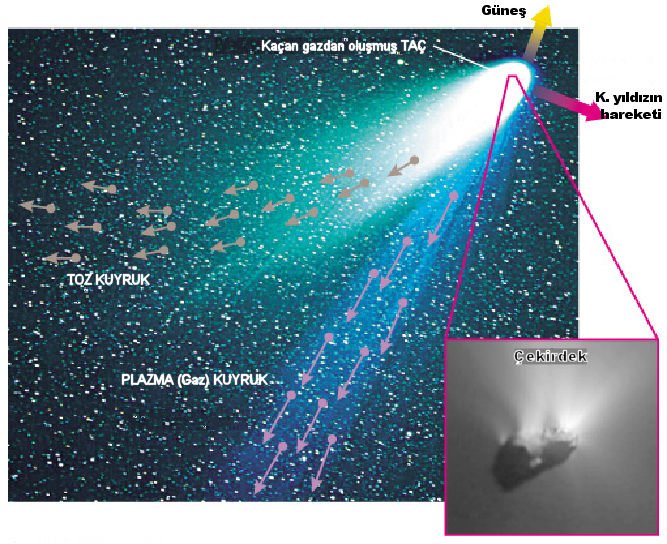 Güneş
Kaçan gazdan oluşmuş TAÇ
K. yıldızın
hareketi
TOZ KUYRUK
PLAZMA (Gaz) KUYRUK
Çekirdek